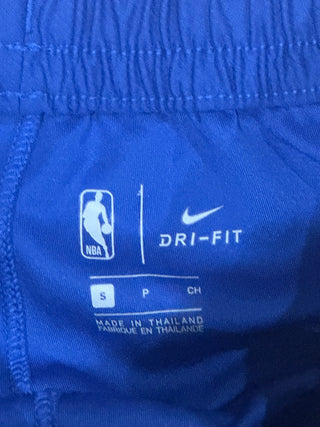 NBA
DRI-FIT
S P CH
MADE IN THAILAND
FABRIQUÉ EN THAILANDE